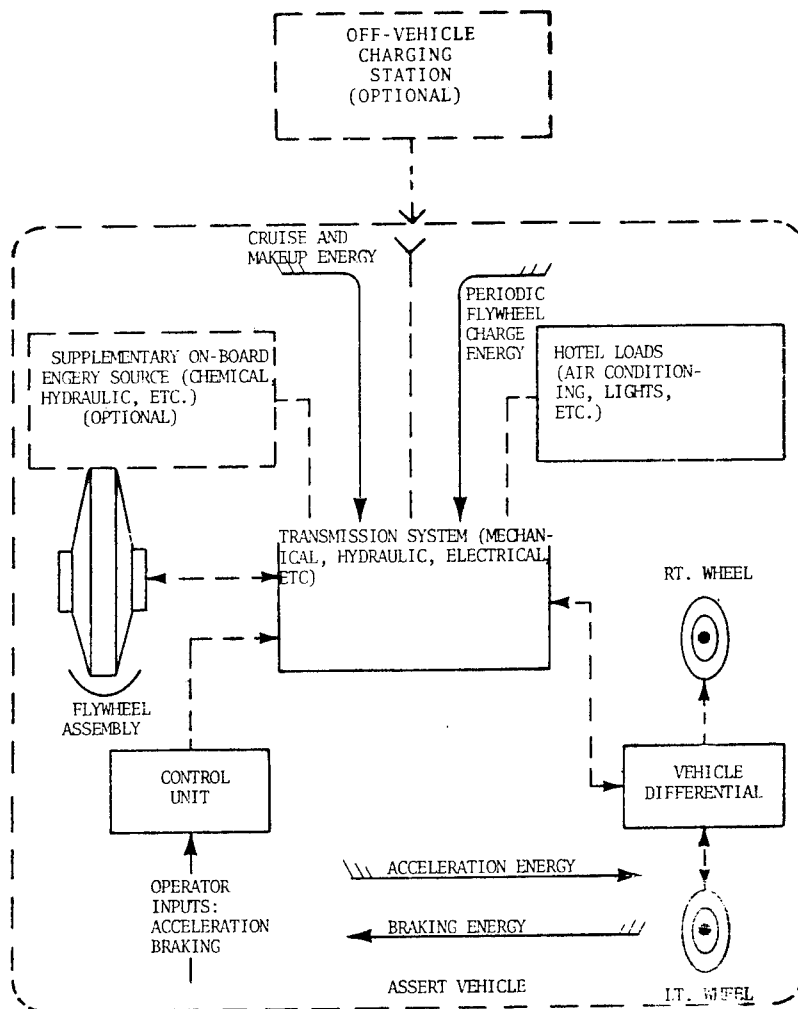 OFF-VEHICLE
CHARGING
STATION
(OPTIONAL)
CRUISE AND
MAKEUP ENERGY
PERIODIC
FLYWHEEL
CHARGE
ENERGY
SUPPLEMENTARY ON-BOARD
ENGERY SOURCE (CHEMICAL,
HYDRAULIC, ETC.)
(OPTIONAL)
HOTEL LOADS
(AIR CONDITION-
ING, LIGHTS,
ETC.)
TRANSMISSION SYSTEM (MECHAN-
ICAL, HYDRAULIC, ELECTRICAL,
ETC)
RT. WHEEL
FLYWHEEL
ASSEMBLY
CONTROL
UNIT
VEHICLE
DIFFERENTIAL
ACCELERATION ENERGY
OPERATOR
INPUTS:
ACCELERATION
BRAKING
BRAKING ENERGY
ASSERT VEHICLE
LT. WHEEL